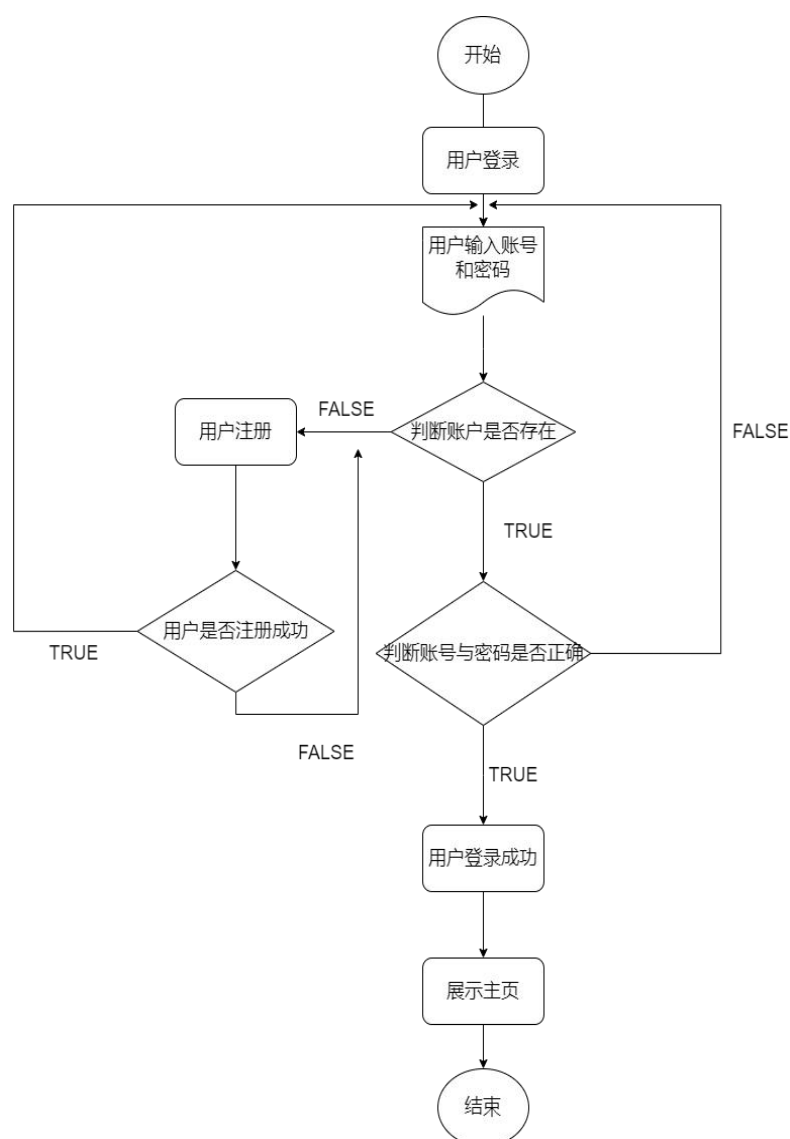 开始
用户登录
用户输入账号
和密码
FALSE
用户注册
判断账户是否存在
FALSE
TRUE
用户是否注册成功
TRUE
判断账号与密码是否正确
FALSE
TRUE
用户登录成功
展示主页
结束